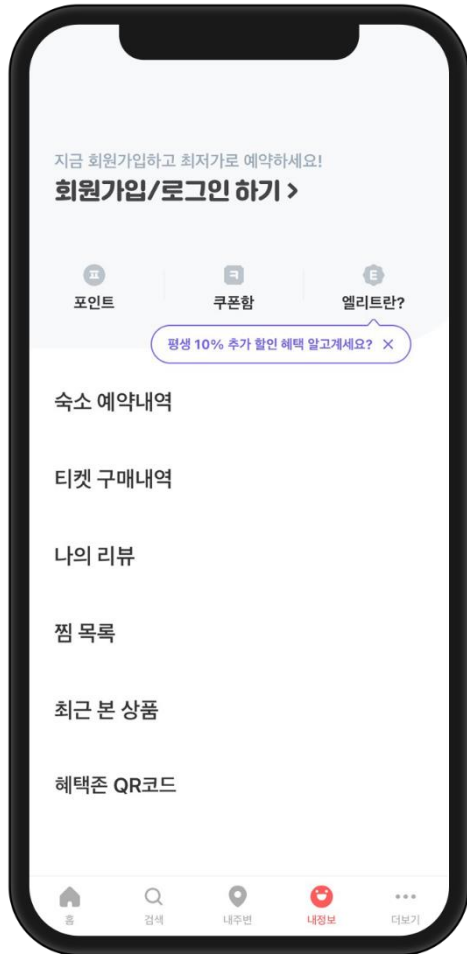 지금 회원가입하고 최저가로 예약하세요!
회원가입/로그인 하기 >
ㅍ ㅋ E
포인트 쿠폰함 엘리트란?
평생 10% 추가 할인 혜택 알고계세요? ×
숙소 예약내역
티켓 구매내역
나의 리뷰
찜 목록
최근 본 상품
혜택존 QR코드
홈 검색 내주변 내정보 더보기